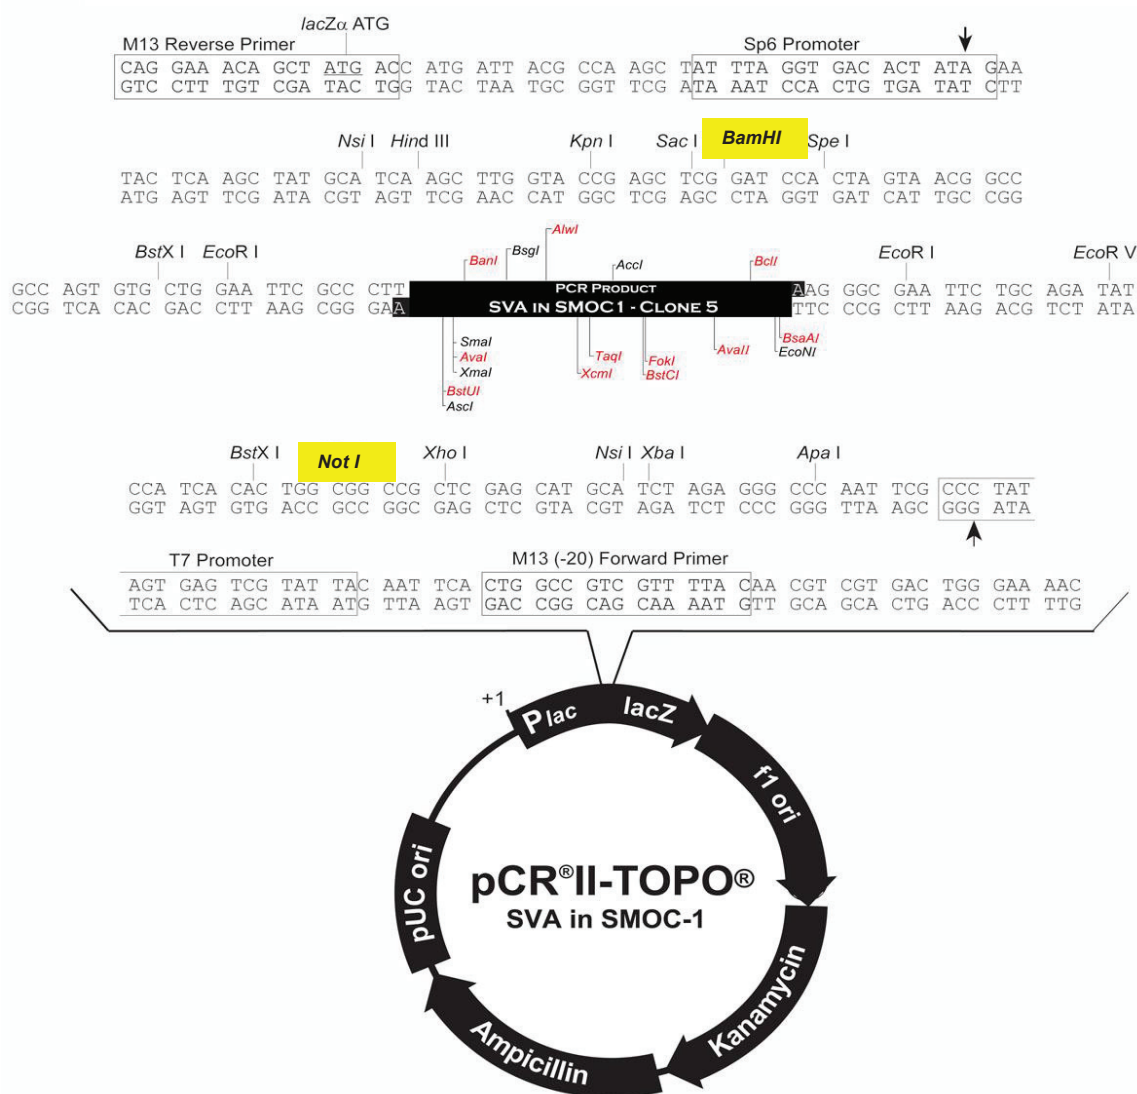 lacZα ATG
M13 Reverse Primer
Sp6 Promoter
CAG GAA ACA GCT ATG ACC ATG ATT ACG CCA AGC TAT TTA GGT GAC ACT ATA GAA
GTC CTT TGT CGA TAC TGG TAC TAA TGC GGT TCG ATA AAT CCA CTG TGA TAT CTT
Nsi I Hind III Kpn I Sac I BamHI Spe I
TAC TCA AGC TAT GCA TCA AGC TTG GTA CCG AGC TCG GAT CCA CTA GTA ACG GCC
ATG AGT TCG ATA CGT AGT TCG AAC CAT GGC TCG AGC CTA GGT GAT CAT TGC CGG
BstX I EcoR I BanI BsgI AlwI AccI BclI EcoR I EcoR V
GCC AGT GTG CTG GAA TTC GCC CTT PCR PRODUCT AAG GGC GAA TTC TGC AGA TAT
CGG TCA CAC GAC CTT AAG CGG GAA SVA IN SMOC1 - CLONE 5 TTC CCG CTT AAG ACG TCT ATA
SmaI
AvaI TaqI FokI AvaII BsaAI
XmaI XcmI BstCI EcoNI
BstUI
AscI
BstX I Not I Xho I Nsi I Xba I Apa I
CCA TCA CAC TGG CGG CCG CTC GAG CAT GCA TCT AGA GGG CCC AAT TCG CCC TAT
GGT AGT GTG ACC GCC GGC GAG CTC GTA CGT AGA TCT CCC GGG TTA AGC GGG ATA
T7 Promoter M13 (-20) Forward Primer
AGT GAG TCG TAT TAC AAT TCA CTG GCC GTC GTT TTA CAA CGT CGT GAC TGG GAA AAC
TCA CTC AGC ATA ATG TTA AGT GAC CGG CAG CAA AAT GTT GCA GCA CTG ACC CTT TTG
+1
Plac lacZ
f1 ori
Kanamycin
Ampicillin
pUC ori
pCR®II-TOPO®
SVA in SMOC-1